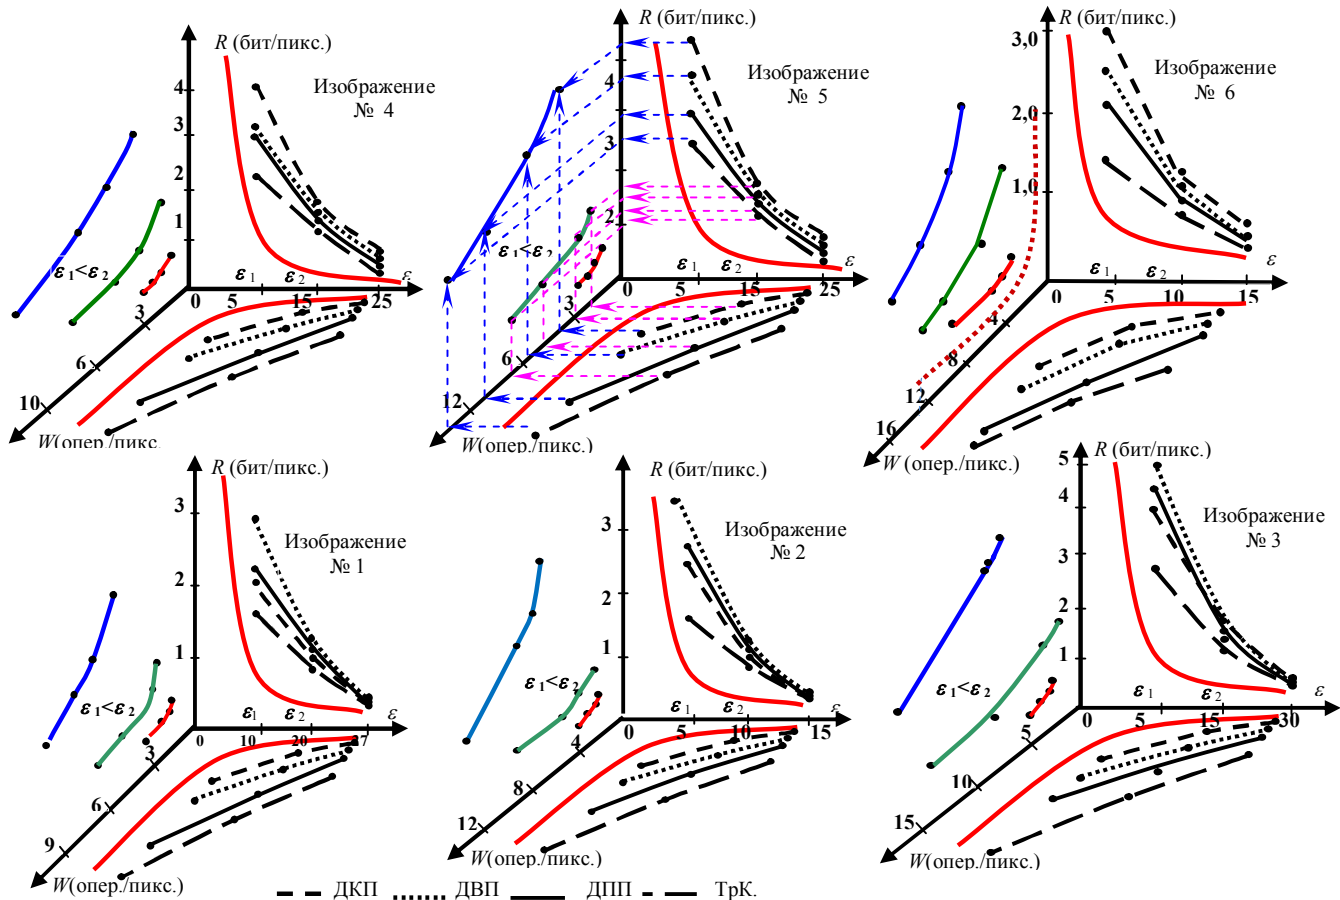 R (бит/пикс.)
Изображение
№ 4
4
3
2
1
ε₁<ε₂
ε₁ ε₂ ε
0 5 15 25
3
6
10
W(опер./пикс.
R (бит/пикс.)
Изображение
№ 5
4
3
2
ε₁<ε₂
ε₁ ε₂ ε
0 5 15 25
3
6
12
W(опер./пикс.)
R (бит/пикс.)
3,0
Изображение
№ 6
2,0
1,0
ε₁ ε₂ ε
0 5 10 15
4
8
12
16
W (опер./пикс.)
R (бит/пикс.)
3
Изображение
№ 1
2
1
ε₁<ε₂
ε₁ ε₂ ε
0 10 20 27
3
6
9
W(опер./пикс.)
R (бит/пикс.)
3
Изображение
№ 2
2
1
ε₁<ε₂
ε₁ ε₂ ε
0 5 10 15
4
8
12
W(опер./пикс.)
R (бит/пикс.)
5
4
Изображение
№ 3
3
2
1
ε₁<ε₂
ε₁ ε₂ ε
0 5 15 30
5
10
15
W(опер./пикс.)
ДКП ДВП ДПП ТрК.